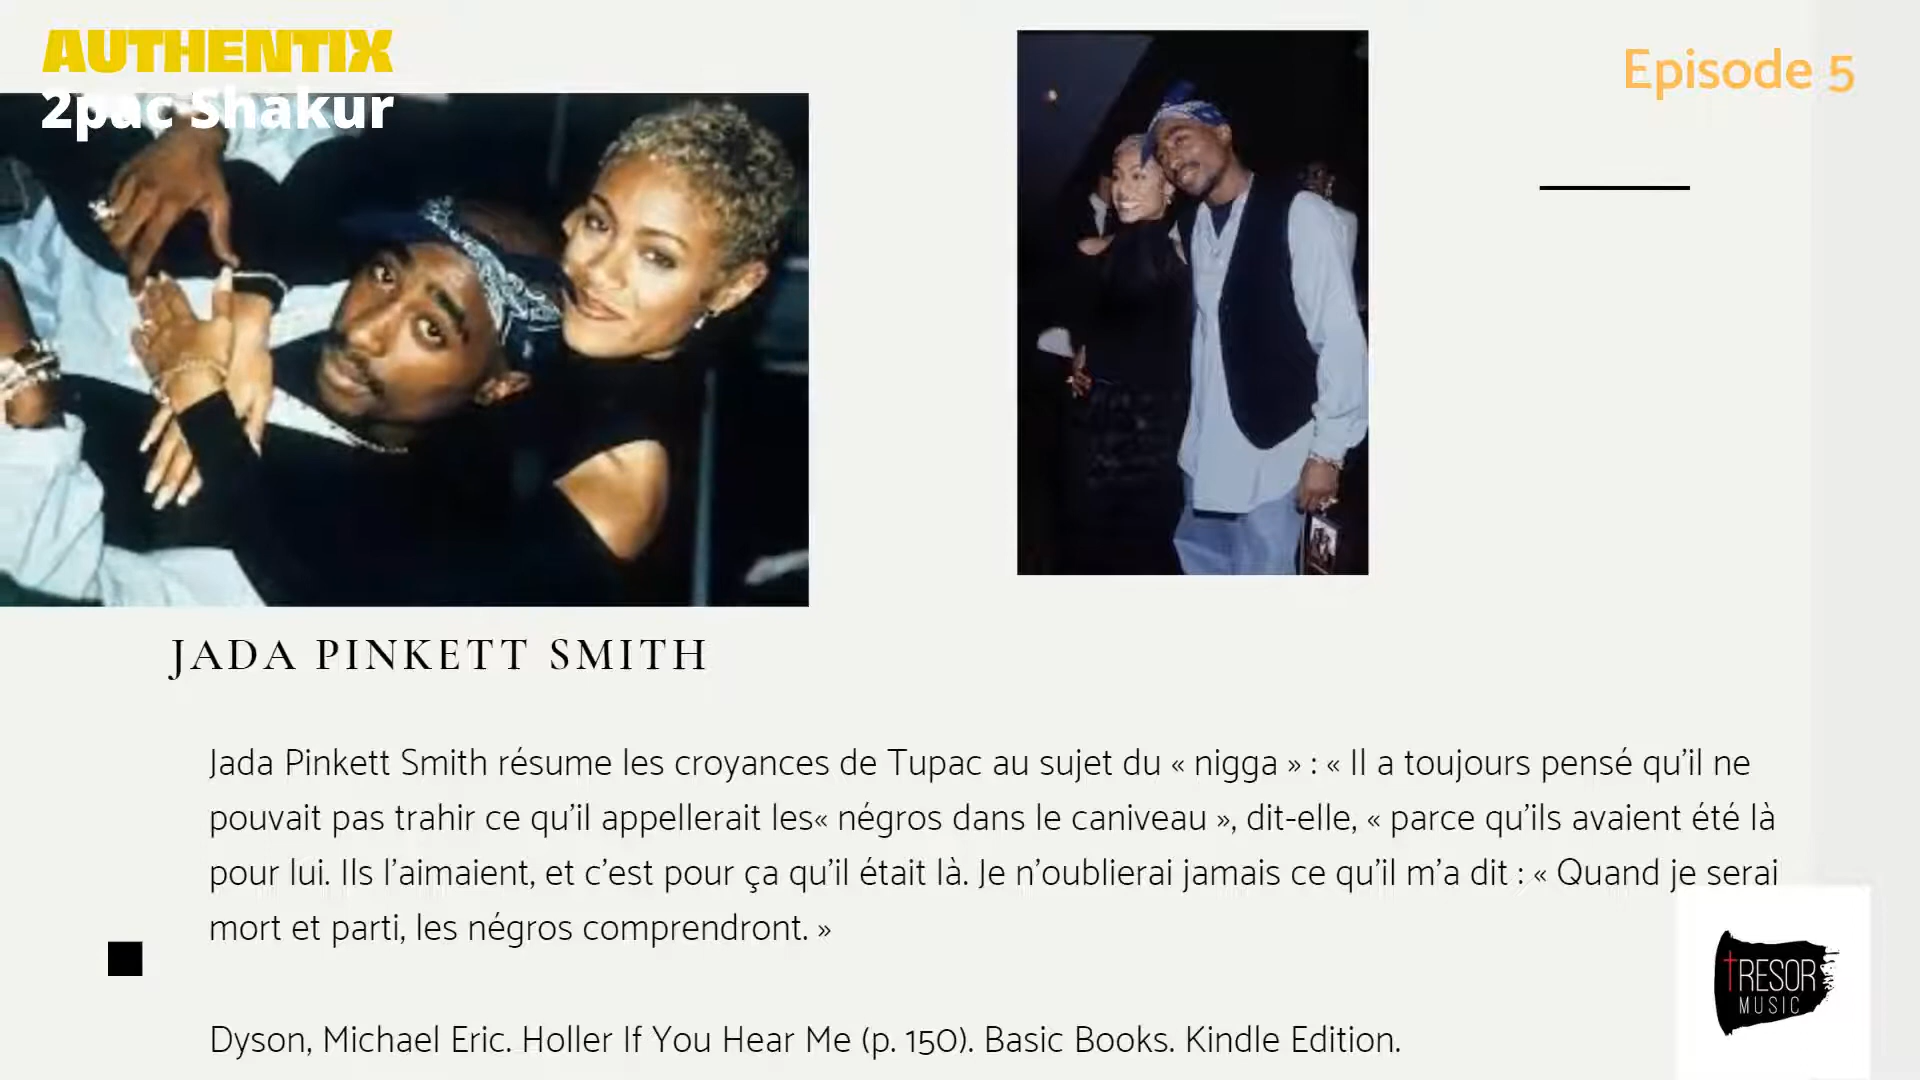 AUTHENTIX
2pac Shakur
Episode 5
JADA PINKETT SMITH
Jada Pinkett Smith résume les croyances de Tupac au sujet du « nigga » : « Il a toujours pensé qu'il ne
pouvait pas trahir ce qu'il appellerait les« négros dans le caniveau », dit-elle, « parce qu'ils avaient été là
pour lui. Ils l'aimaient, et c'est pour ça qu'il était là. Je n'oublierai jamais ce qu'il m'a dit : « Quand je serai
mort et parti, les négros comprendront. »
Dyson, Michael Eric. Holler If You Hear Me (p. 150). Basic Books. Kindle Edition.
TRESOR
MUSIC